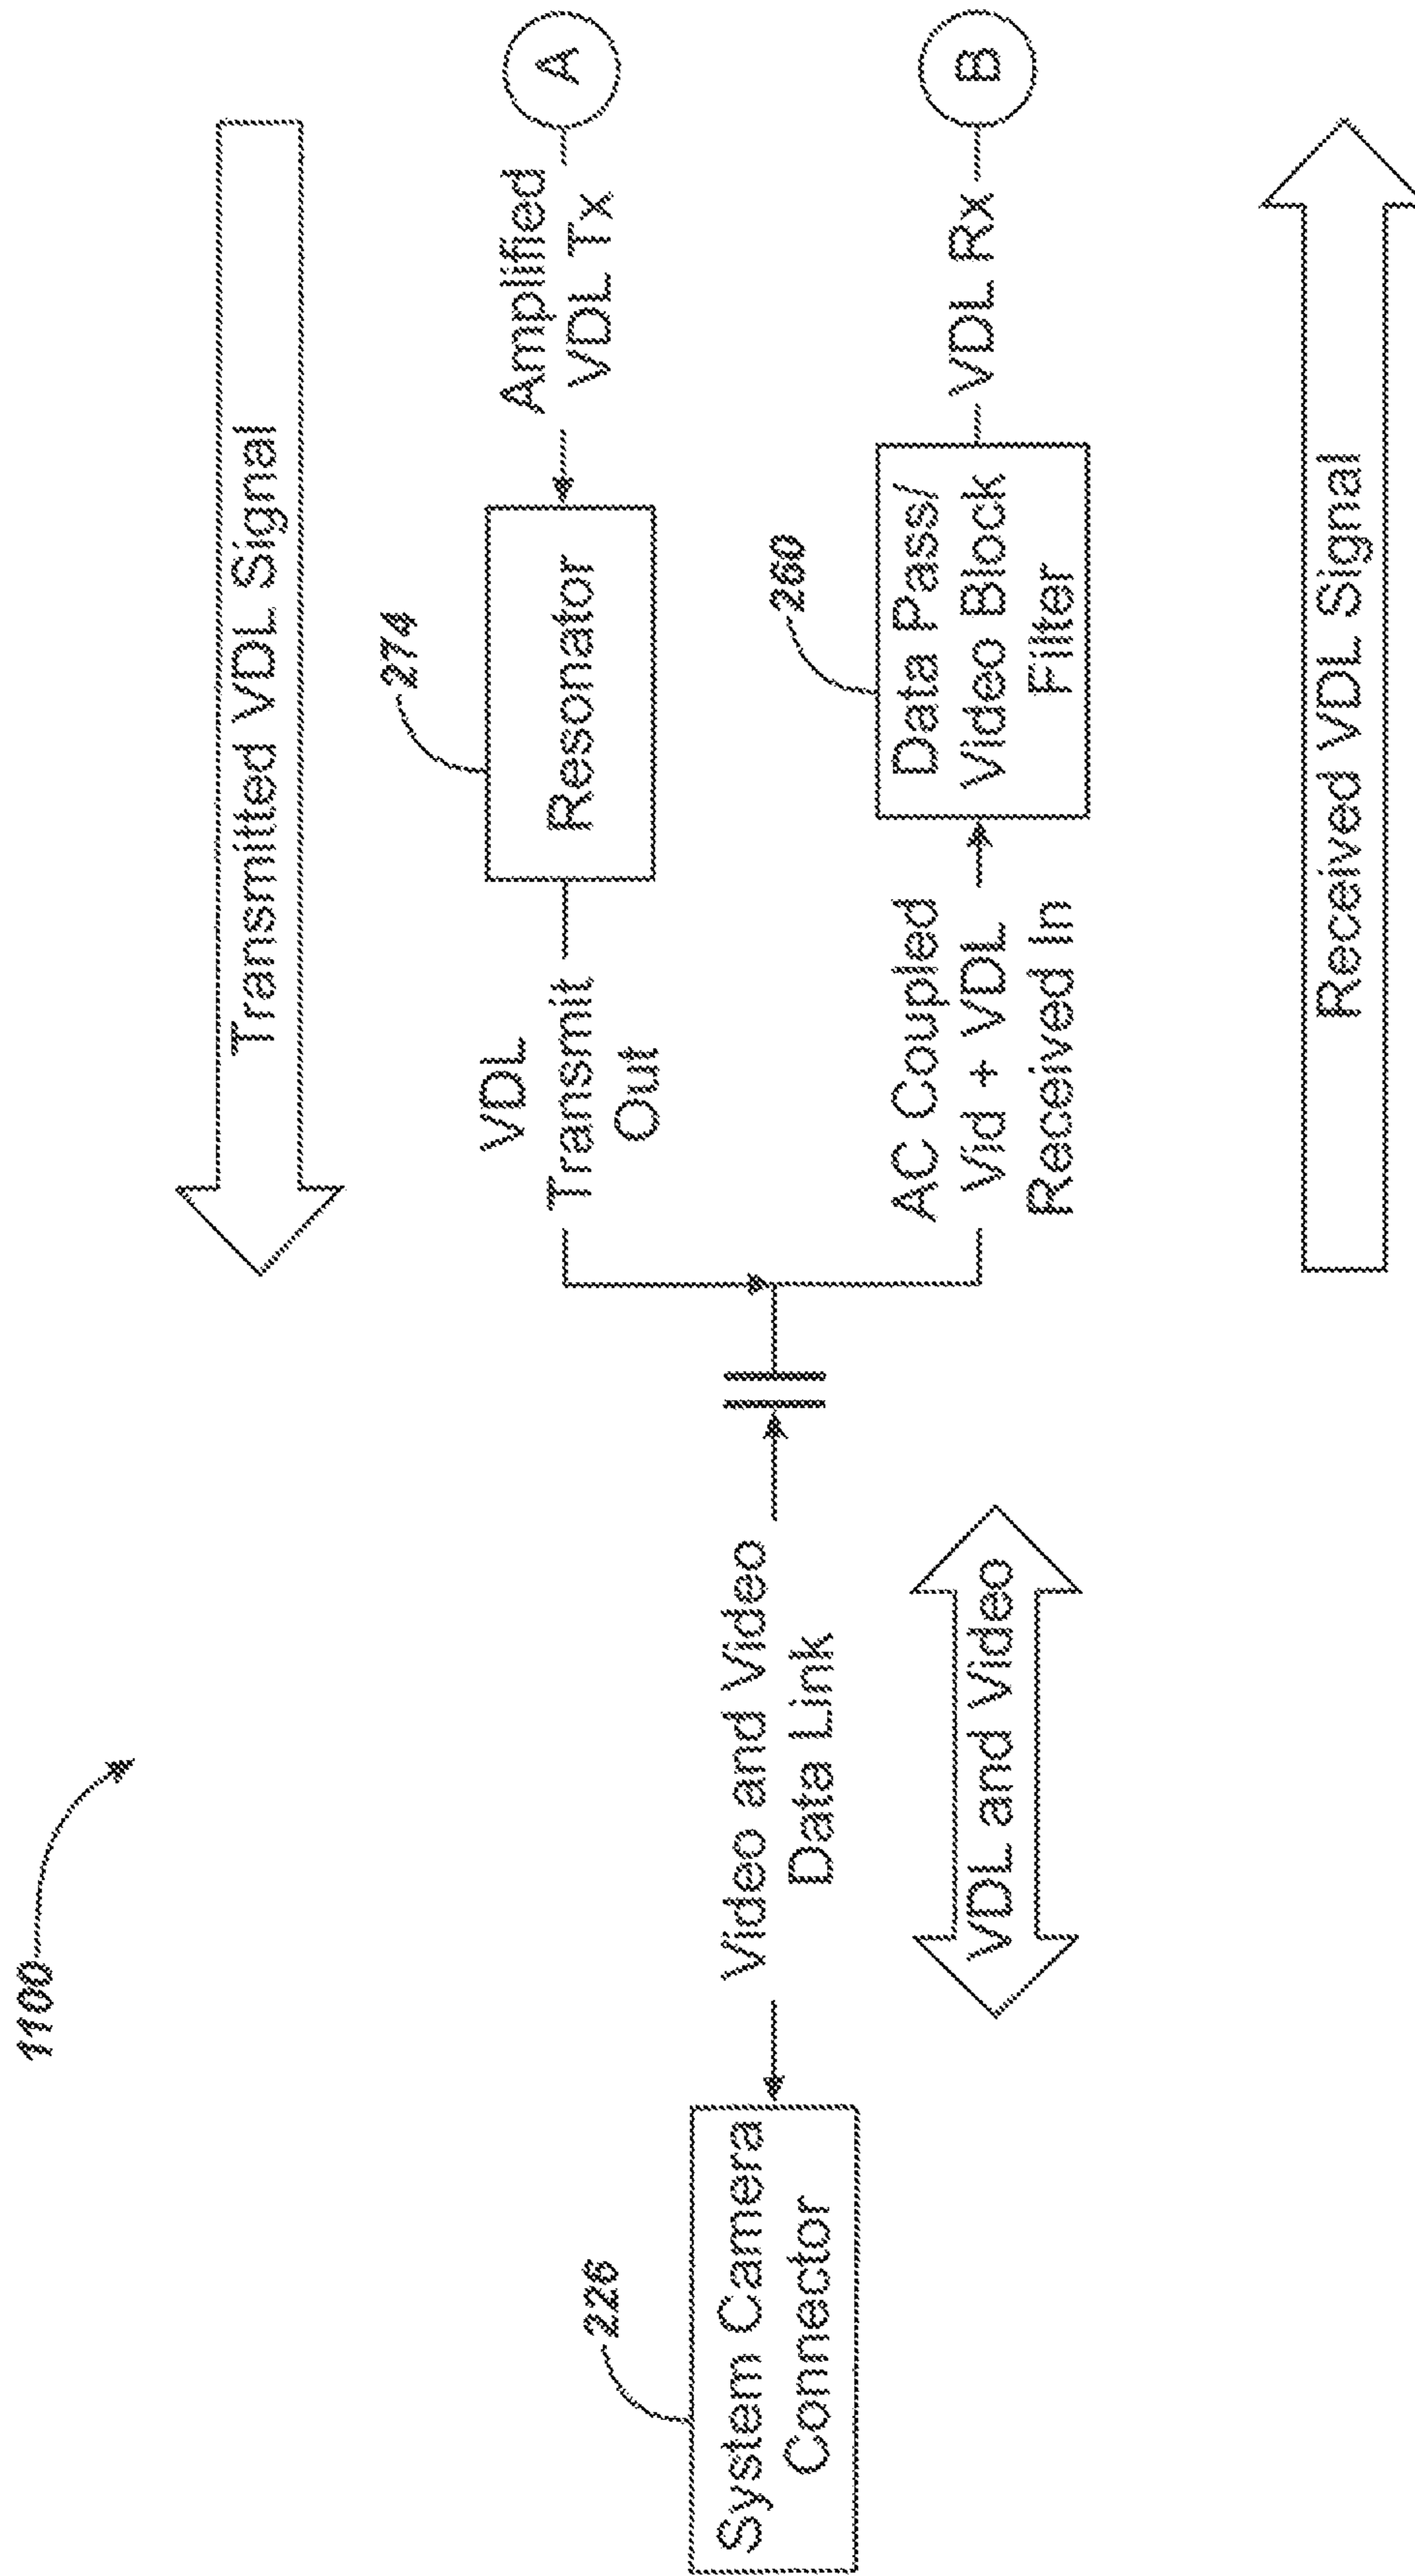 1100
Transmitted VDL Signal
274
VDL
Transmit
Out
Resonator
Amplified
VDL Tx
A
226
System Camera
Connector
Video and Video
Data Link
VDL and Video
260
AC Coupled
Vid + VDL
Received In
Data Pass/
Video Block
Filter
VDL Rx
B
Received VDL Signal